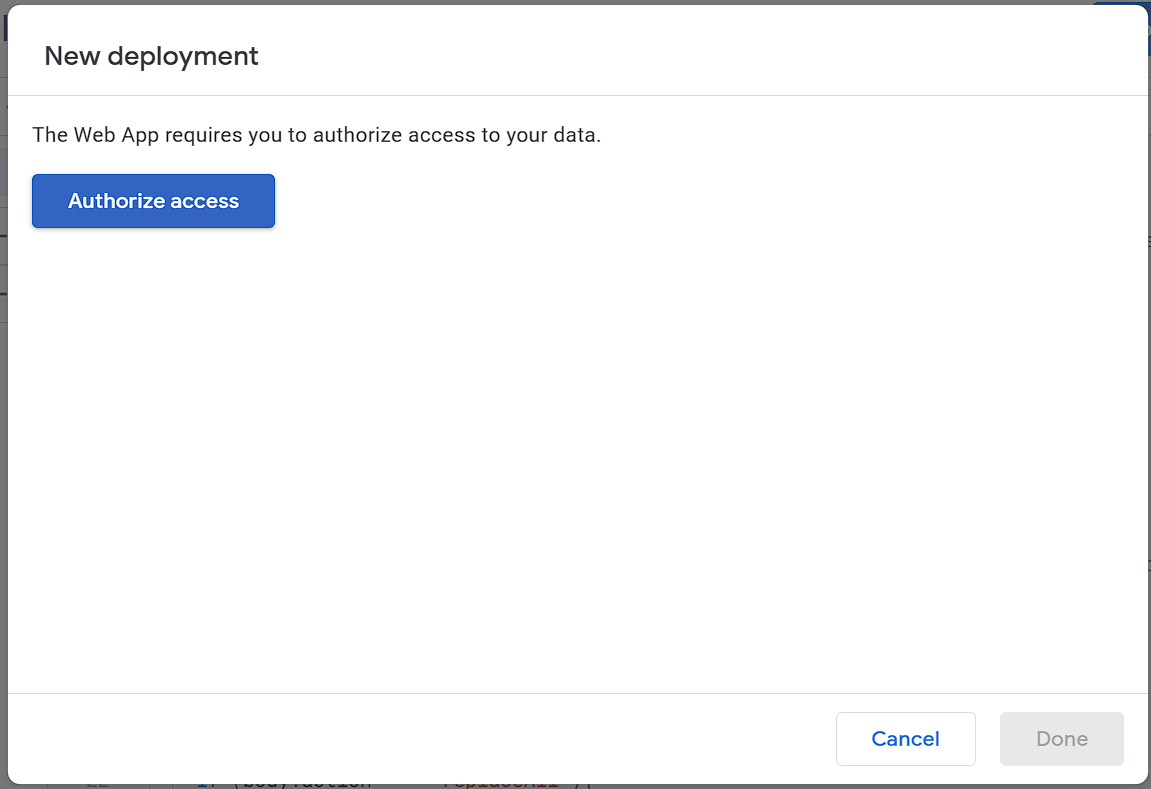 New deployment
The Web App requires you to authorize access to your data.
Authorize access
Cancel
Done